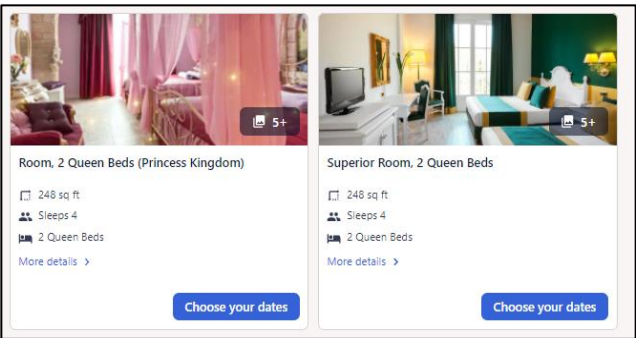 5+
Room, 2 Queen Beds (Princess Kingdom)
248 sq ft
Sleeps 4
2 Queen Beds
More details
Choose your dates
5+
Superior Room, 2 Queen Beds
248 sq ft
Sleeps 4
2 Queen Beds
More details
Choose your dates